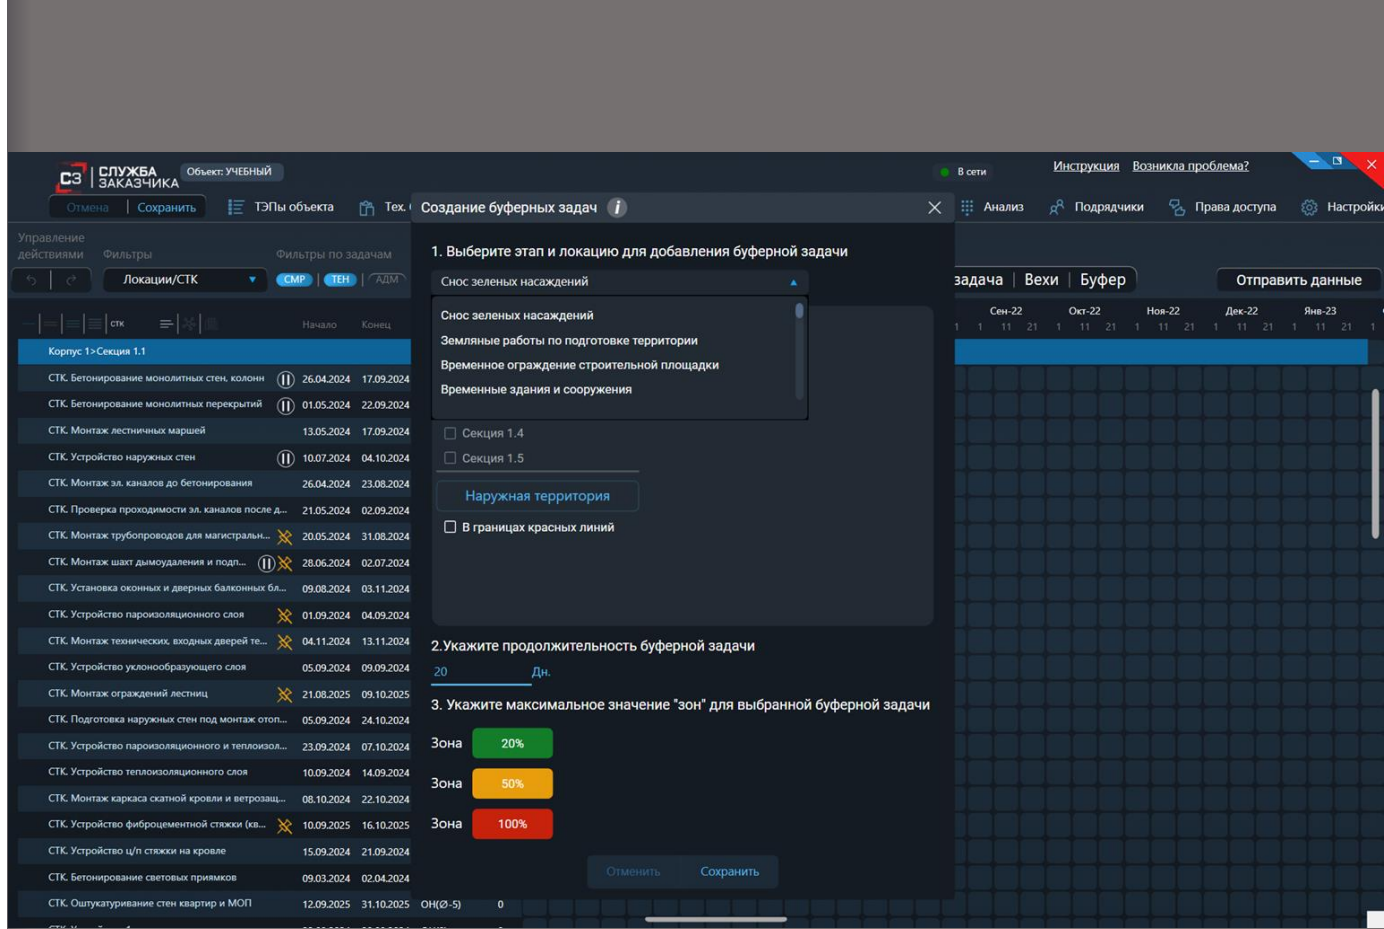 СЗ | СЛУЖБА ЗАКАЗЧИКА
Объект: УЧЕБНЫЙ
В сети
Инструкция Возникла проблема?
Отмена | Сохранить ТЭПы объекта Тех.
Создание буферных задач i
Анализ Подрядчики Права доступа Настройки
Управление действиями Фильтры Фильтры по задачам
Локации/СТК СМР | ТЕН | АДМ
задача | Вехи | Буфер Отправить данные
1. Выберите этап и локацию для добавления буферной задачи
Снос зеленых насаждений
Снос зеленых насаждений
Земляные работы по подготовке территории
Временное ограждение строительной площадки
Временные здания и сооружения
Секция 1.4
Секция 1.5
Наружная территория
В границах красных линий
2.Укажите продолжительность буферной задачи
20 Дн.
3. Укажите максимальное значение "зон" для выбранной буферной задачи
Зона 20%
Зона 50%
Зона 100%
Отменить Сохранить
Сен-22 Окт-22 Ноя-22 Дек-22 Янв-23
1 1 11 21 1 11 21 1 11 21 1 11 21 1 11 21 1
СТК Начало Конец
Корпус 1>Секция 1.1
СТК. Бетонирование монолитных стен, колонн 26.04.2024 17.09.2024
СТК. Бетонирование монолитных перекрытий 01.05.2024 22.09.2024
СТК. Монтаж лестничных маршей 13.05.2024 17.09.2024
СТК. Устройство наружных стен 10.07.2024 04.10.2024
СТК. Монтаж эл. каналов до бетонирования 26.04.2024 23.08.2024
СТК. Проверка проходимости эл. каналов после д... 21.05.2024 02.09.2024
СТК. Монтаж трубопроводов для магистральн... 20.05.2024 31.08.2024
СТК. Монтаж шахт дымоудаления и подп... 28.06.2024 02.07.2024
СТК. Установка оконных и дверных балконных бл... 09.08.2024 03.11.2024
СТК. Устройство пароизоляционного слоя 01.09.2024 04.09.2024
СТК. Монтаж технических, входных дверей те... 04.11.2024 13.11.2024
СТК. Устройство уклонообразующего слоя 05.09.2024 09.09.2024
СТК. Монтаж ограждений лестниц 21.08.2025 09.10.2025
СТК. Подготовка наружных стен под монтаж отоп... 05.09.2024 24.10.2024
СТК. Устройство пароизоляционного и теплоизол... 23.09.2024 07.10.2024
СТК. Устройство теплоизоляционного слоя 10.09.2024 14.09.2024
СТК. Монтаж каркаса скатной кровли и ветрозащ... 08.10.2024 22.10.2024
СТК. Устройство фиброцементной стяжки (кв... 10.09.2025 16.10.2025
СТК. Устройство ц/п стяжки на кровле 15.09.2024 21.09.2024
СТК. Бетонирование световых приямков 09.03.2024 02.04.2024
СТК. Оштукатуривание стен квартир и МОП 12.09.2025 31.10.2025 ОН(Ø-5) 0